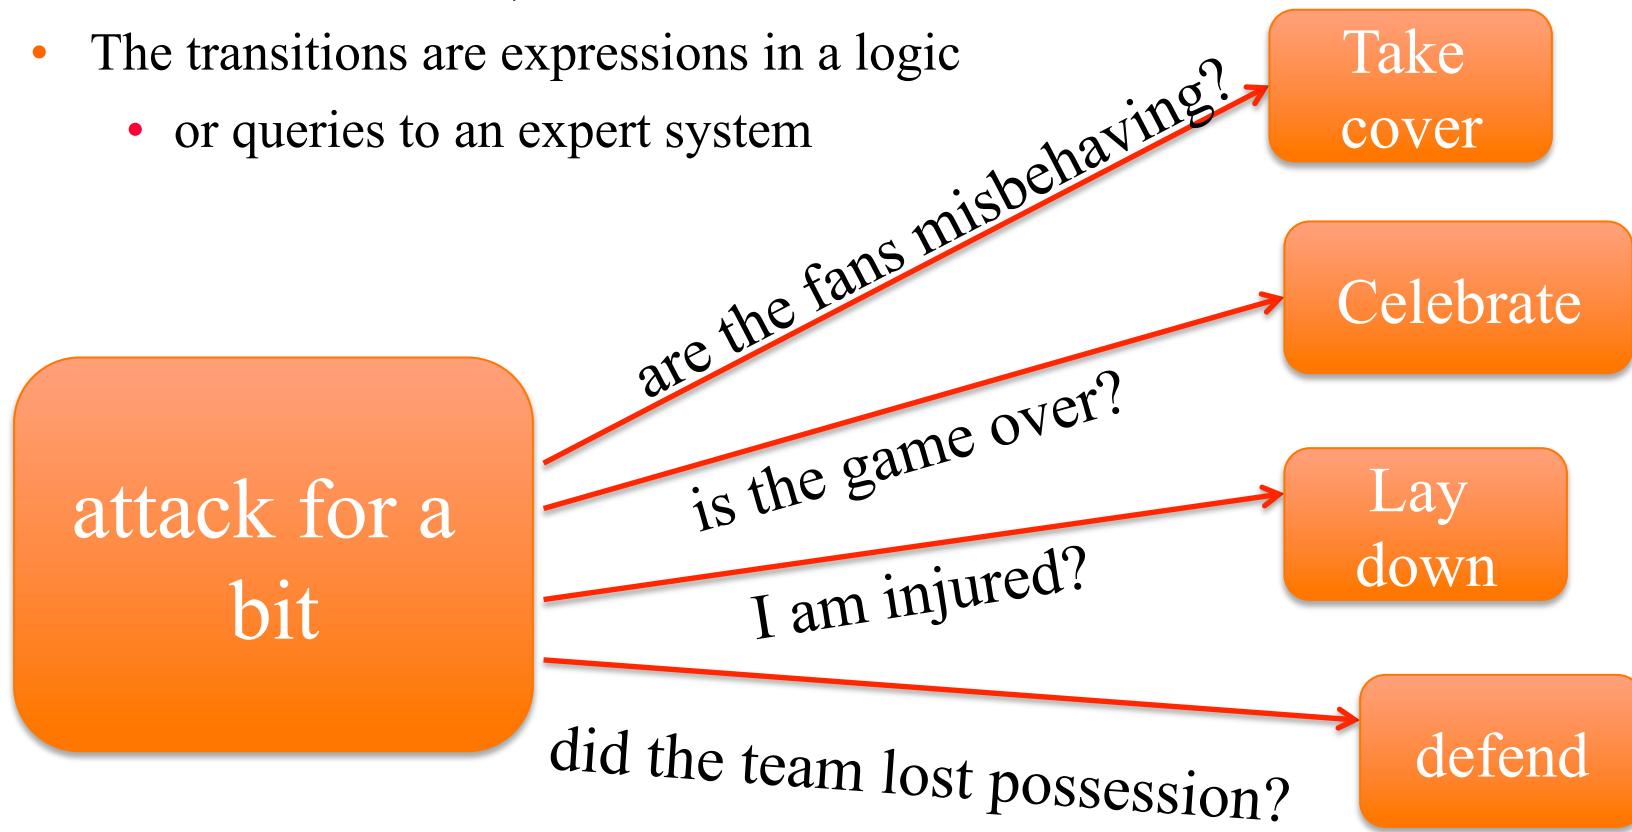 The transitions are expressions in a logic
or queries to an expert system
Take
cover
are the fans misbehaving?
Celebrate
is the game over?
attack for a
bit
Lay
down
I am injured?
defend
did the team lost possession?